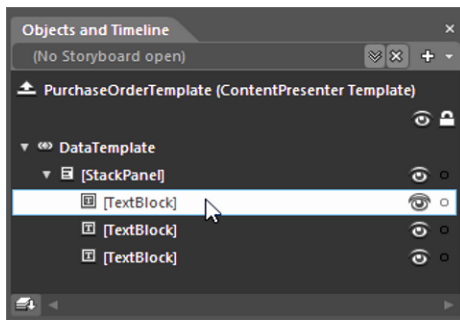 Objects and Timeline
(No Storyboard open)
PurchaseOrderTemplate (ContentPresenter Template)
DataTemplate
[StackPanel]
[TextBlock]
[TextBlock]
[TextBlock]